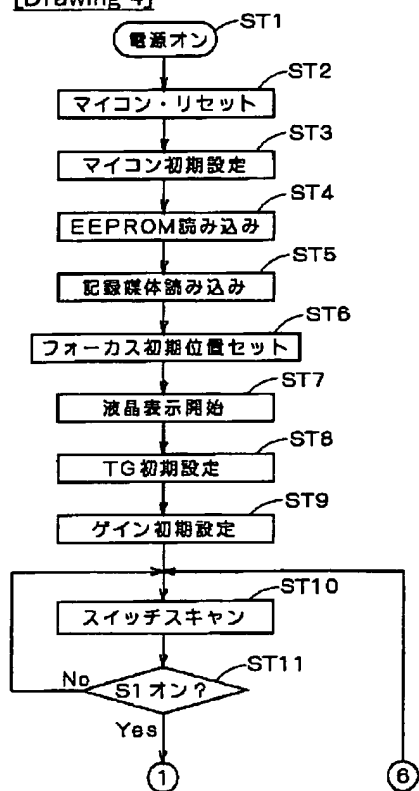 [Drawing 4]
電源オン
ST1
マイコン・リセット
ST2
マイコン初期設定
ST3
EEPROM読み込み
ST4
記録媒体読み込み
ST5
フォーカス初期位置セット
ST6
液晶表示開始
ST7
TG初期設定
ST8
ゲイン初期設定
ST9
スイッチスキャン
ST10
S1オン?
ST11
No
Yes
1
6